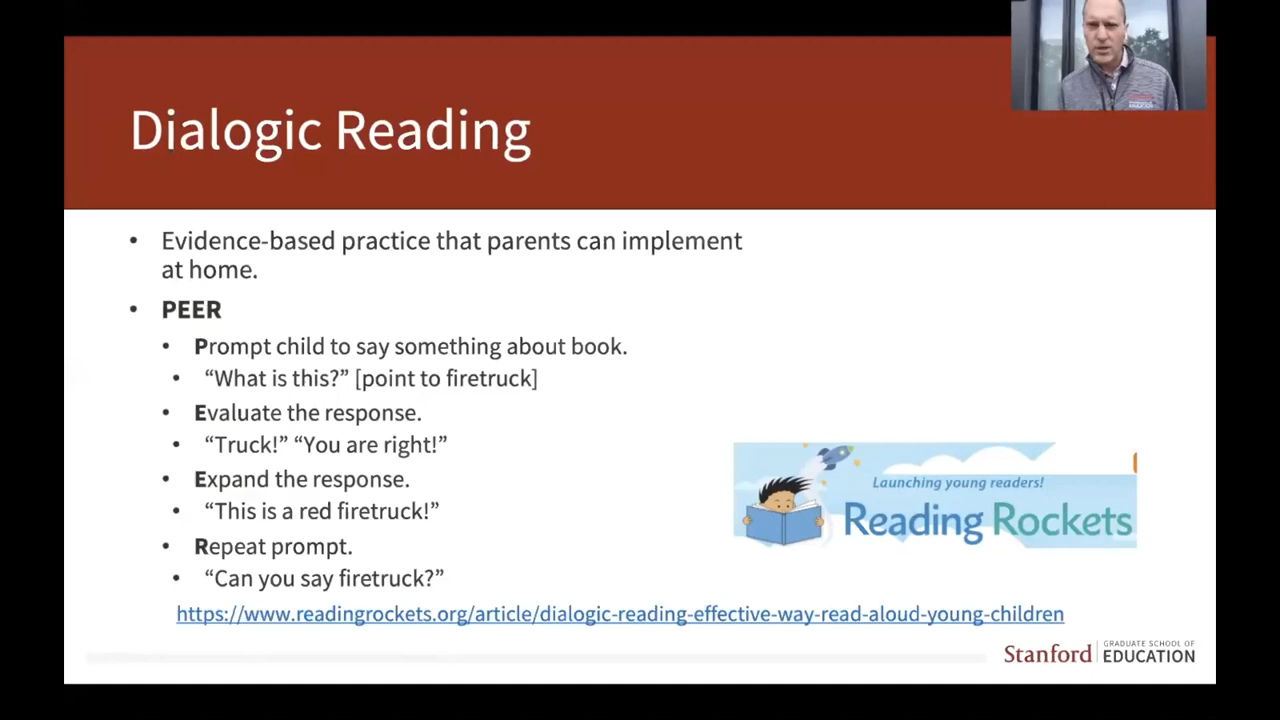 Dialogic Reading
• Evidence-based practice that parents can implement
at home.
• PEER
• Prompt child to say something about book.
• “What is this?” [point to firetruck]
• Evaluate the response.
• “Truck!” “You are right!”
• Expand the response.
• “This is a red firetruck!”
• Repeat prompt.
• “Can you say firetruck?”
https://www.readingrockets.org/article/dialogic-reading-effective-way-read-aloud-young-children
Launching young readers!
Reading Rockets
Stanford GRADUATE SCHOOL OF
EDUCATION